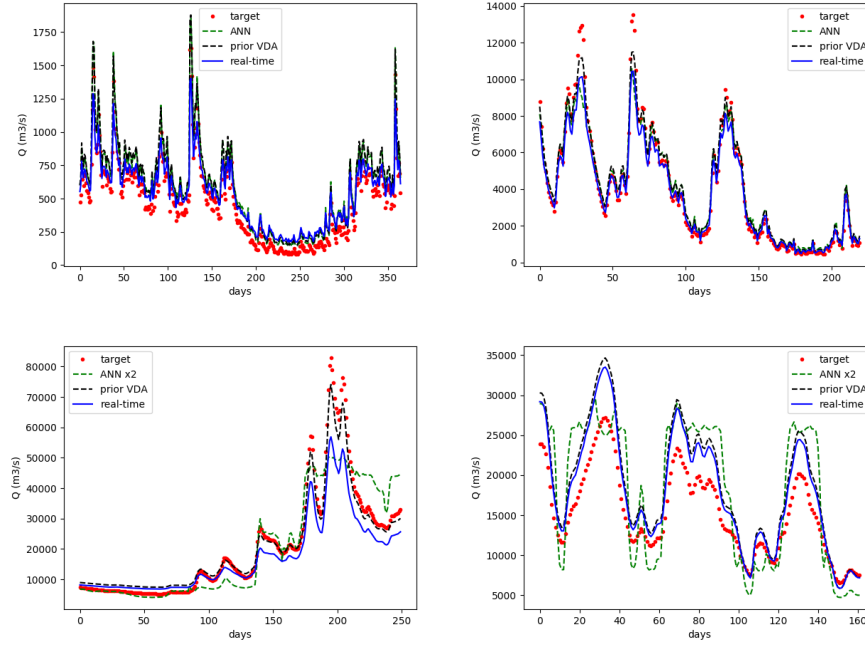 target
ANN
prior VDA
real-time
Q (m3/s)
1750
1500
1250
1000
750
500
250
0
0 50 100 150 200 250 300 350
days
target
ANN
prior VDA
real-time
Q (m3/s)
14000
12000
10000
8000
6000
4000
2000
0
0 50 100 150 200
days
target
ANN x2
prior VDA
real-time
Q (m3/s)
80000
70000
60000
50000
40000
30000
20000
10000
0 50 100 150 200 250
days
target
ANN x2
prior VDA
real-time
Q (m3/s)
35000
30000
25000
20000
15000
10000
5000
0 20 40 60 80 100 120 140 160
days